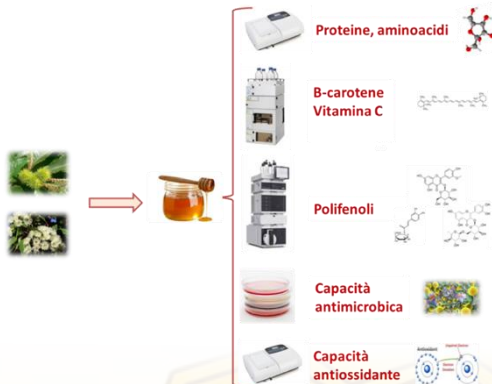 Proteine, aminoacidi
B-carotene
Vitamina C
Polifenoli
Capacità
antimicrobica
Capacità
antiossidante